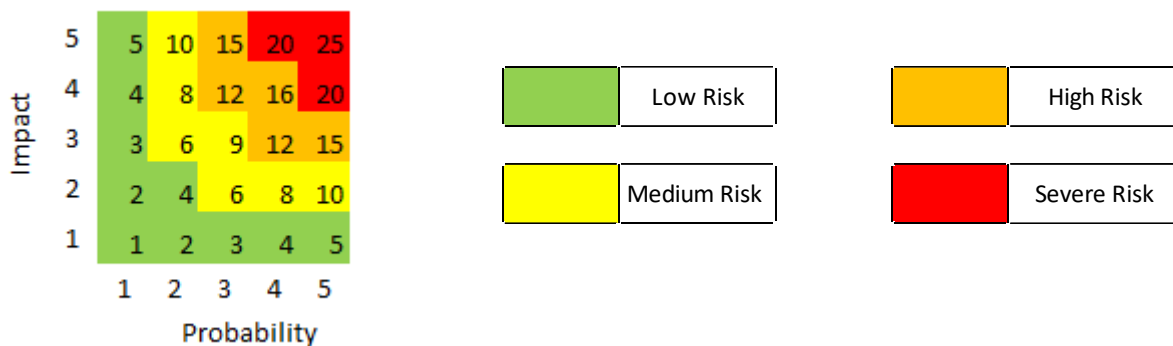 5 5 10 15 20 25
4 4 8 12 16 20
Impact
3 3 6 9 12 15
2 2 4 6 8 10
1 1 2 3 4 5
1 2 3 4 5
Probability
Low Risk
High Risk
Medium Risk
Severe Risk